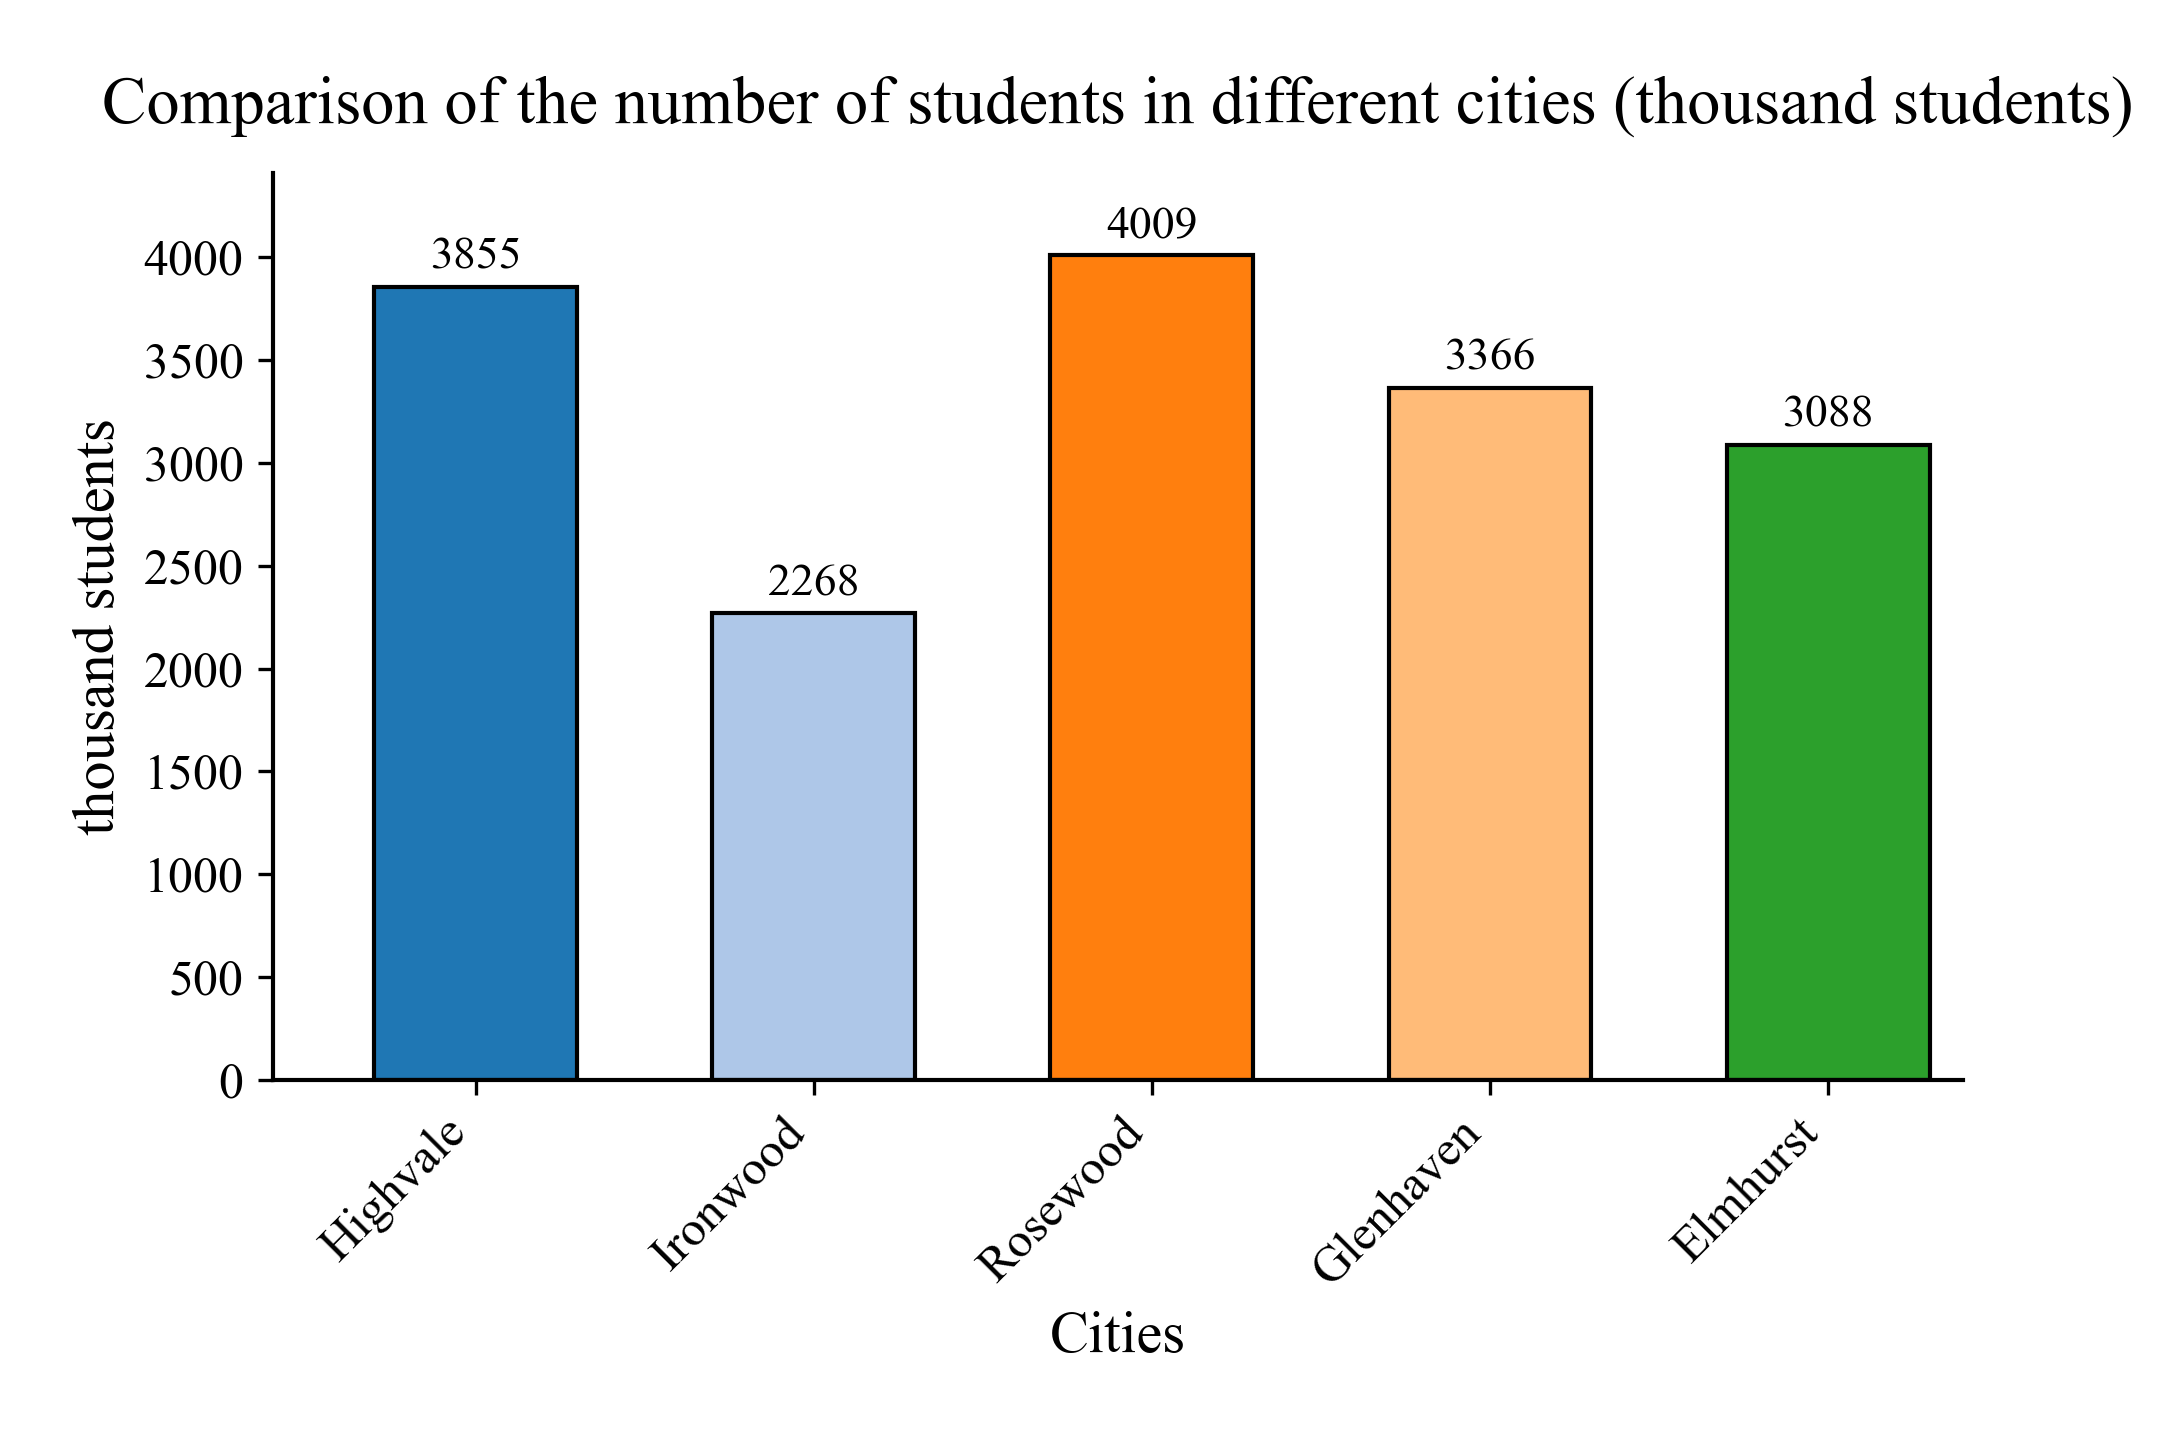 Comparison of the number of students in different cities (thousand students)
thousand students
4000
3500
3000
2500
2000
1500
1000
500
0
3855
2268
4009
3366
3088
Highvale
Ironwood
Rosewood
Glenhaven
Elmhurst
Cities